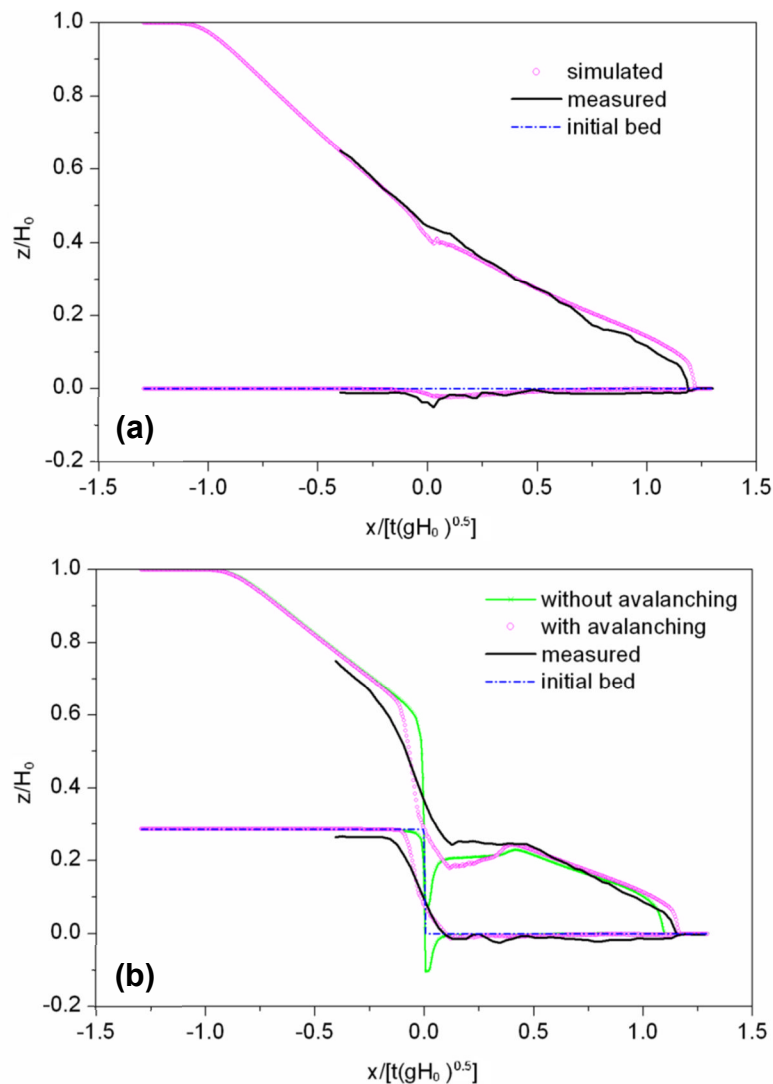 1.0
0.8
0.6
0.4
0.2
0.0
-0.2
z/H₀
simulated
measured
initial bed
(a)
-1.5 -1.0 -0.5 0.0 0.5 1.0 1.5
x/[t(gH₀)^0.5]
1.0
0.8
0.6
0.4
0.2
0.0
-0.2
z/H₀
without avalanching
with avalanching
measured
initial bed
(b)
-1.5 -1.0 -0.5 0.0 0.5 1.0 1.5
x/[t(gH₀)^0.5]